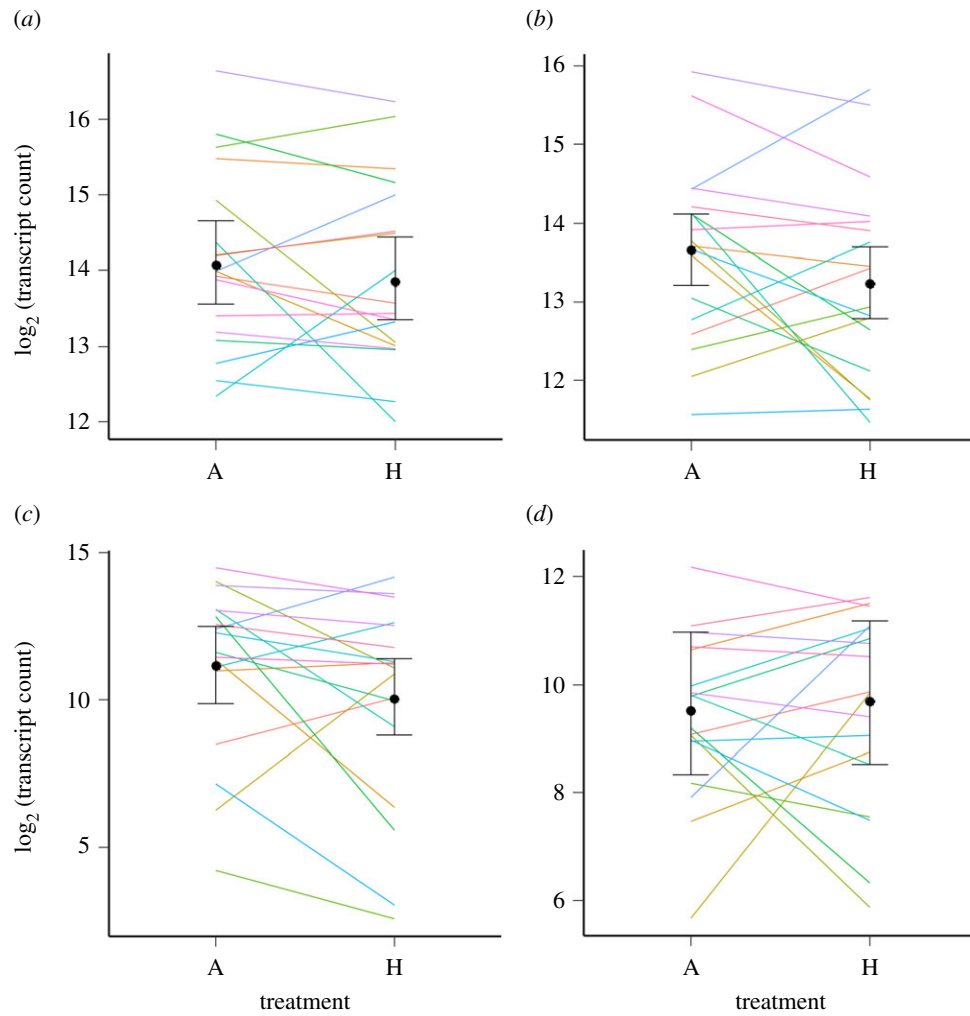 (a)
log2 (transcript count)
16
15
14
13
12
A
H
(b)
16
15
14
13
12
A
H
(c)
log2 (transcript count)
15
10
5
A
H
treatment
(d)
12
10
8
6
A
H
treatment